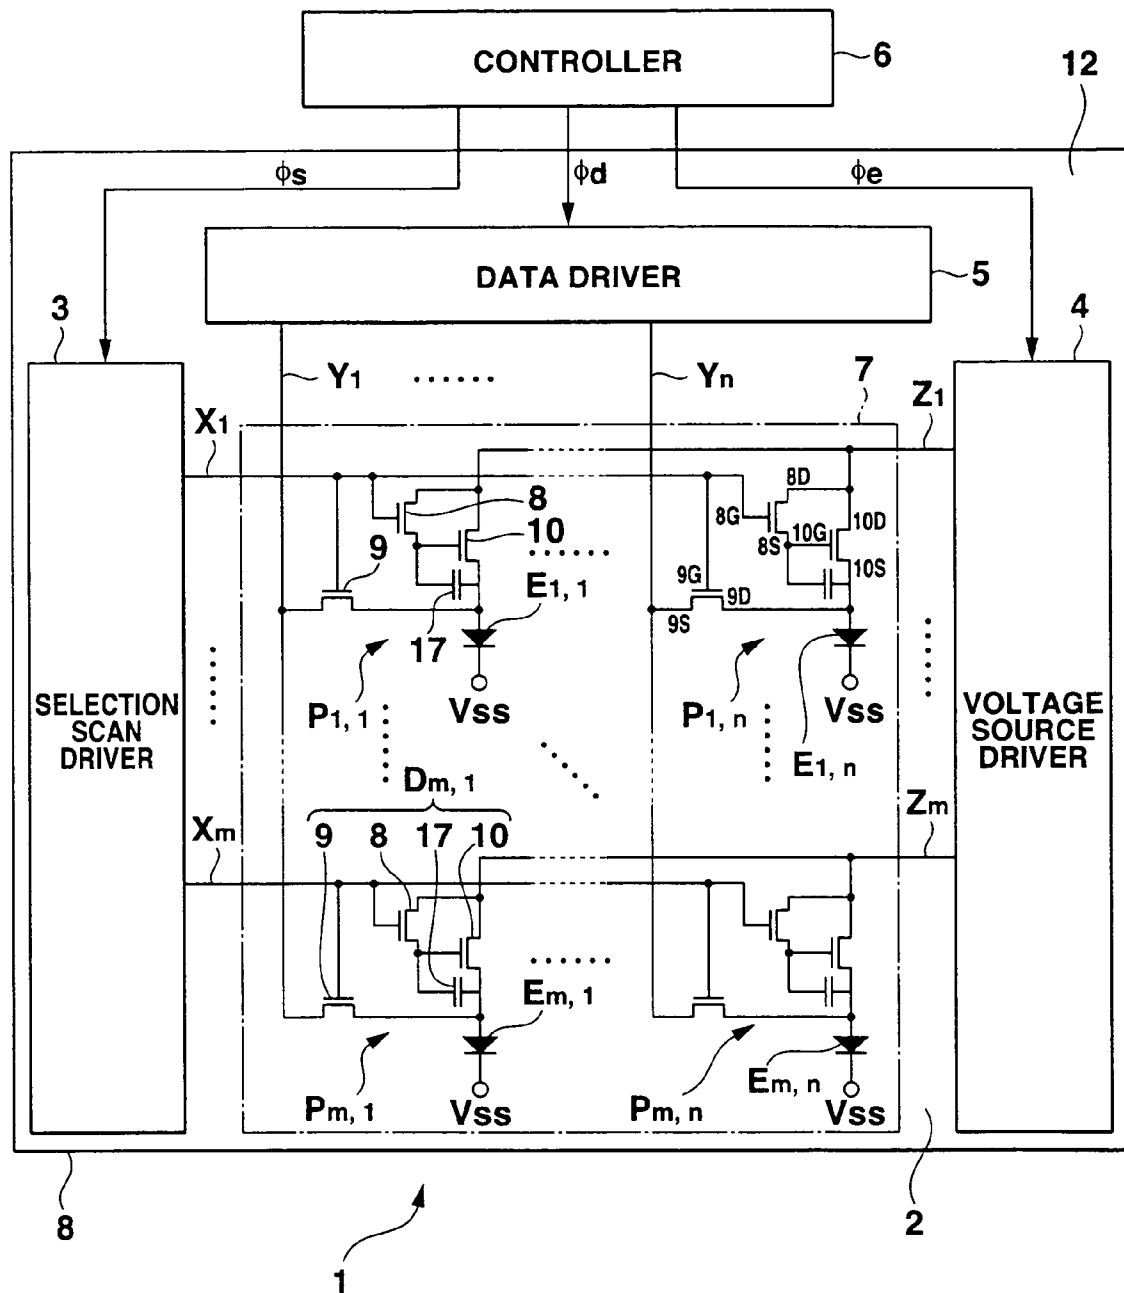 CONTROLLER
6
12
ϕs
ϕd
ϕe
DATA DRIVER
5
3
4
Y1
Yn
7
X1
Z1
8
10
8D
8G
8S
10G
10D
10S
9
9G
9D
9S
E1, 1
17
P1, 1
VSS
P1, n
VSS
E1, n
SELECTION
SCAN
DRIVER
VOLTAGE
SOURCE
DRIVER
Dm, 1
Xm
9
8
17
10
Zm
Em, 1
Em, n
Pm, 1
VSS
Pm, n
VSS
8
2
1